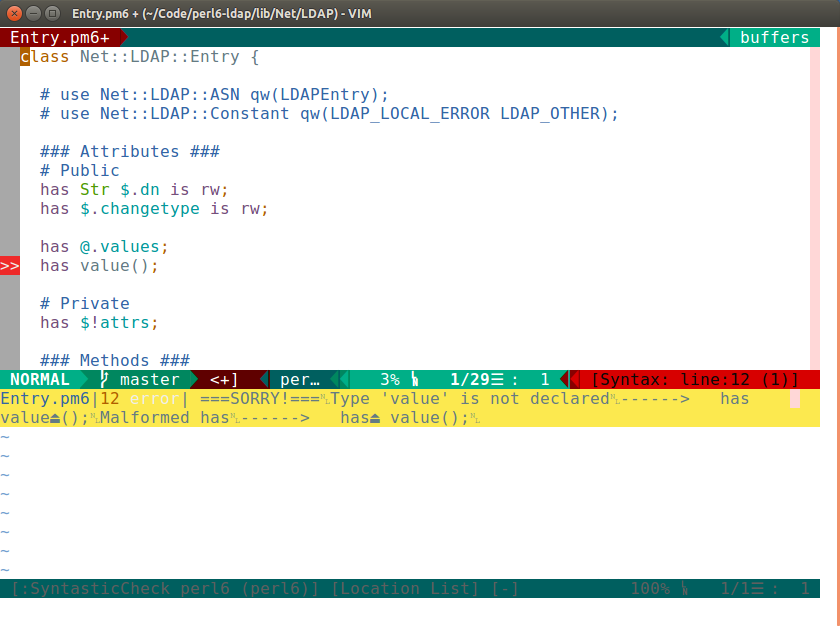 Entry.pm6 + (~/Code/perl6-ldap/lib/Net/LDAP) - VIM
Entry.pm6+ buffers
class Net::LDAP::Entry {
# use Net::LDAP::ASN qw(LDAPEntry);
# use Net::LDAP::Constant qw(LDAP_LOCAL_ERROR LDAP_OTHER);
### Attributes ###
# Public
has Str $.dn is rw;
has $.changetype is rw;
has @.values;
>> has value();
# Private
has $!attrs;
### Methods ###
NORMAL master <+] per… 3% 1/29☰ : 1 [Syntax: line:12 (1)]
Entry.pm6|12 error| ===SORRY!===␤Type 'value' is not declared␤------> has
value⏏();␤Malformed has␤------> has⏏ value();␤
~
~
~
~
~
~
~
~
[:SyntasticCheck perl6 (perl6)] [Location List] [-] 100% 1/1☰ : 1